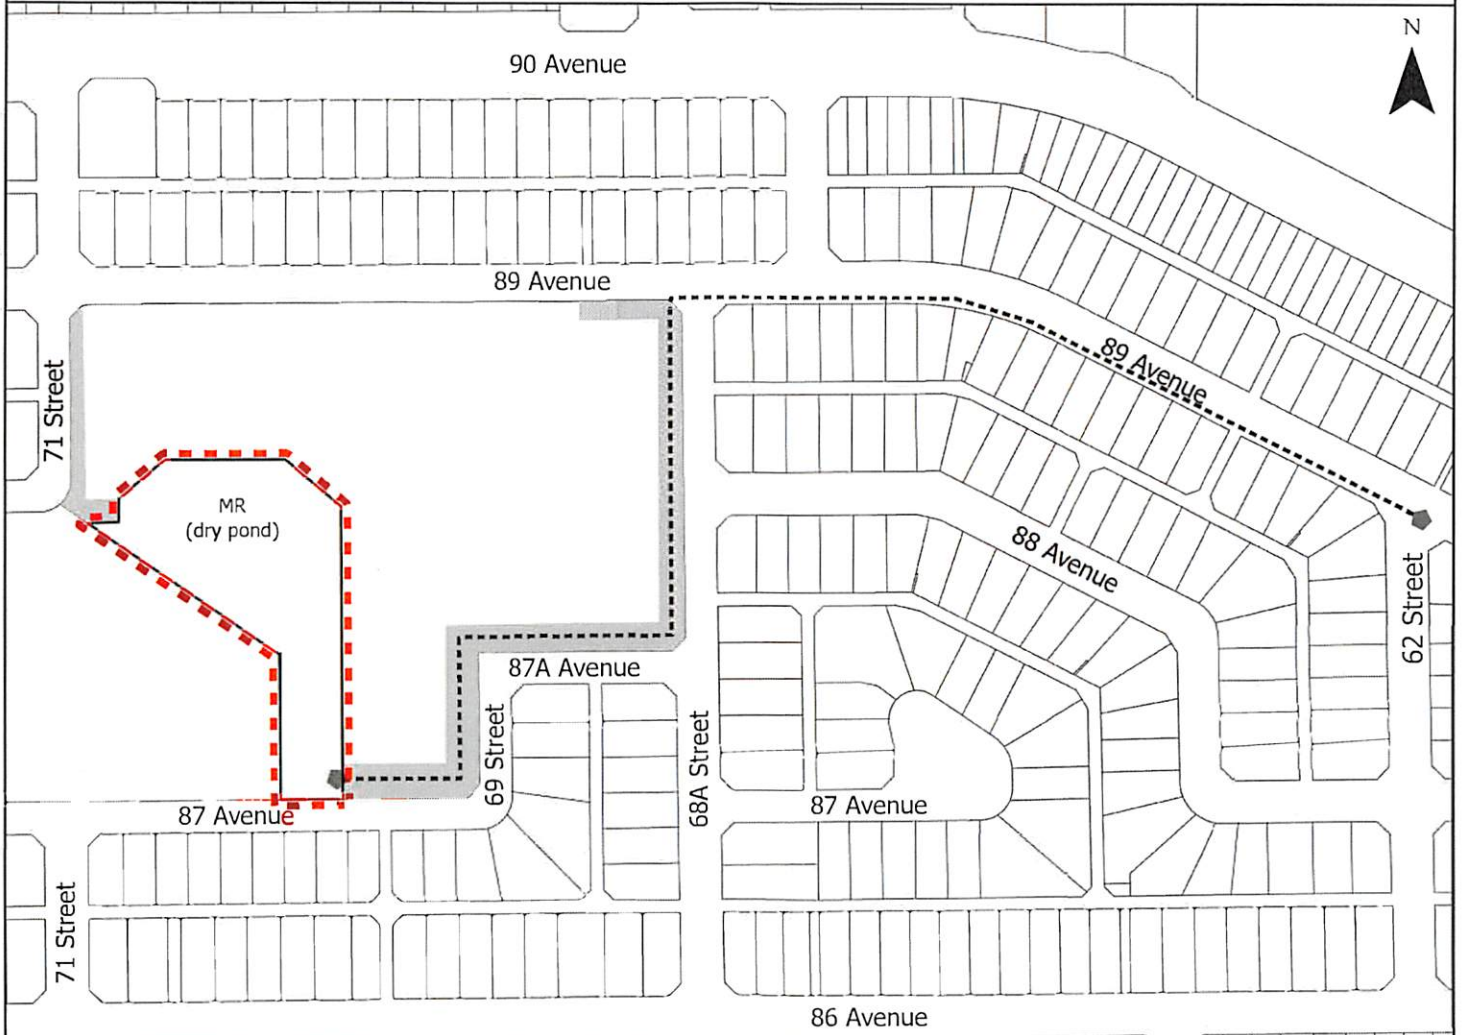 N
90 Avenue
89 Avenue
89 Avenue
71 Street
MR
(dry pond)
88 Avenue
62 Street
87A Avenue
69 Street
68A Street
87 Avenue
87 Avenue
71 Street
86 Avenue